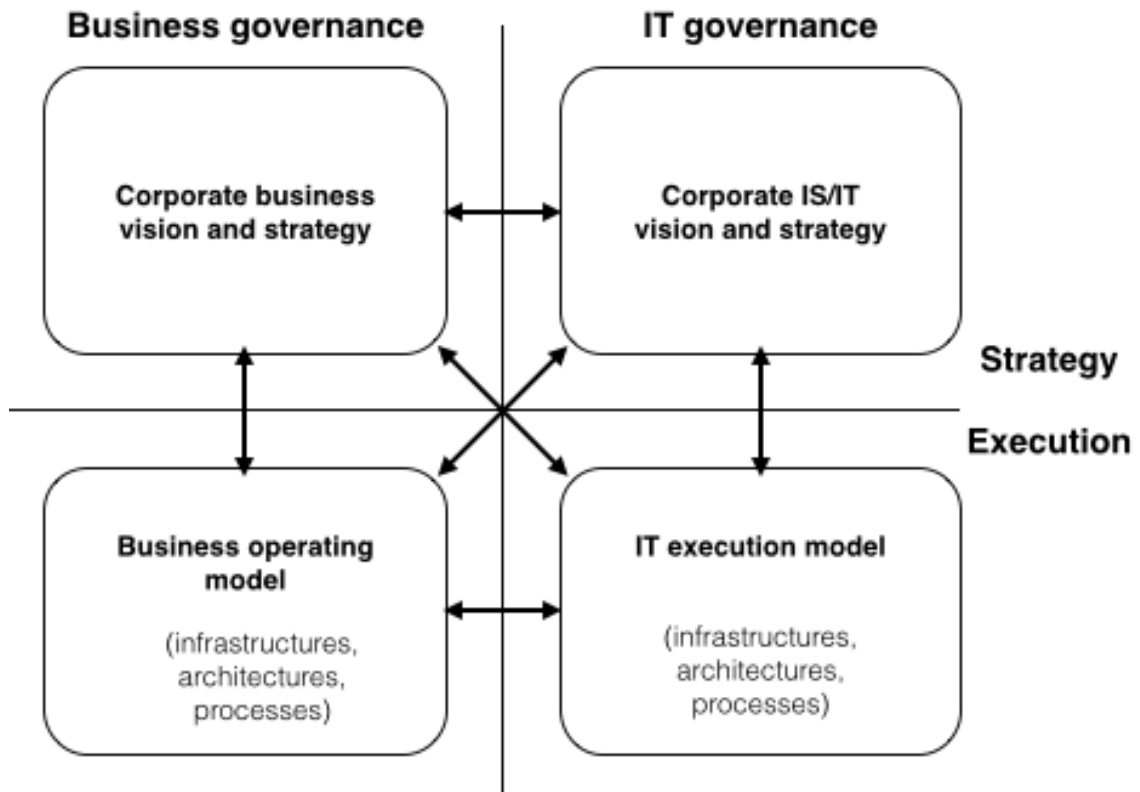 Business governance
IT governance
Corporate business
vision and strategy
Corporate IS/IT
vision and strategy
Strategy
Execution
Business operating
model
(infrastructures,
architectures,
processes)
IT execution model
(infrastructures,
architectures,
processes)